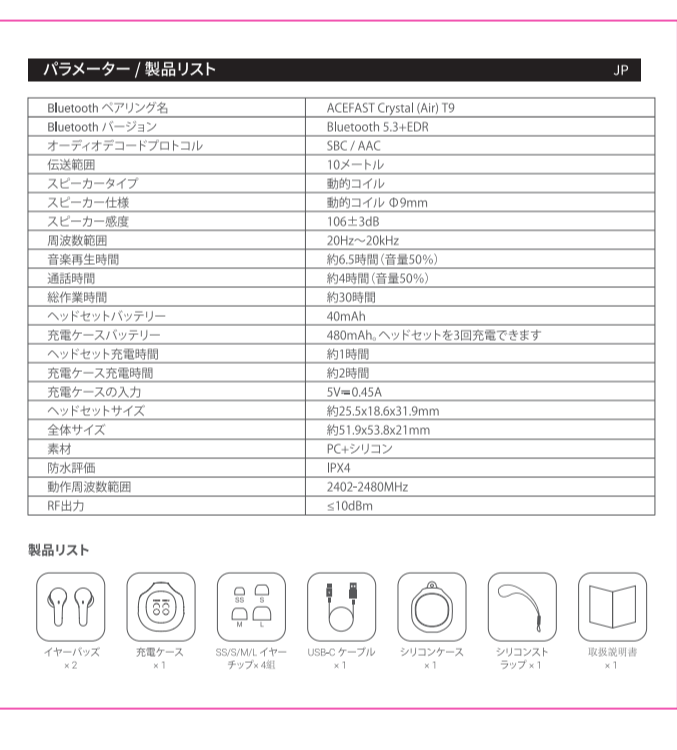 パラメーター / 製品リスト JP
Bluetooth ペアリング名 ACEFAST Crystal (Air) T9
Bluetooth バージョン Bluetooth 5.3+EDR
オーディオデコードプロトコル SBC / AAC
伝送範囲 10メートル
スピーカータイプ 動的コイル
スピーカー仕様 動的コイル Φ9mm
スピーカー感度 106±3dB
周波数範囲 20Hz～20kHz
音楽再生時間 約6.5時間（音量50%）
通話時間 約4時間（音量50%）
総作業時間 約30時間
ヘッドセットバッテリー 40mAh
充電ケースバッテリー 480mAh。ヘッドセットを3回充電できます
ヘッドセット充電時間 約1時間
充電ケース充電時間 約2時間
充電ケースの入力 5V⎓0.45A
ヘッドセットサイズ 約25.5x18.6x31.9mm
全体サイズ 約51.9x53.8x21mm
素材 PC+シリコン
防水評価 IPX4
動作周波数範囲 2402-2480MHz
RF出力 ≤10dBm
製品リスト
SS S
M L
イヤーバッズ
×2
充電ケース
×1
SS/S/M/L イヤー
チップ×4組
USB-C ケーブル
×1
シリコンケース
×1
シリコンスト
ラップ×1
取扱説明書
×1